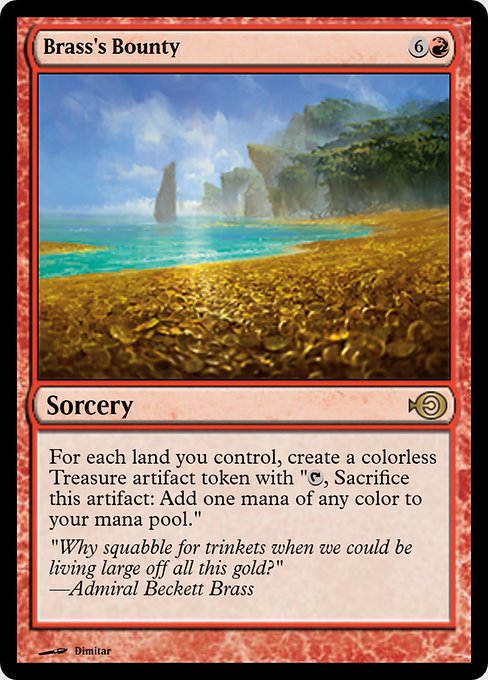 Brass's Bounty 6
Sorcery
For each land you control, create a colorless
Treasure artifact token with ", Sacrifice
this artifact: Add one mana of any color to
your mana pool."
"Why squabble for trinkets when we could be
living large off all this gold?"
—Admiral Beckett Brass
Dimitar